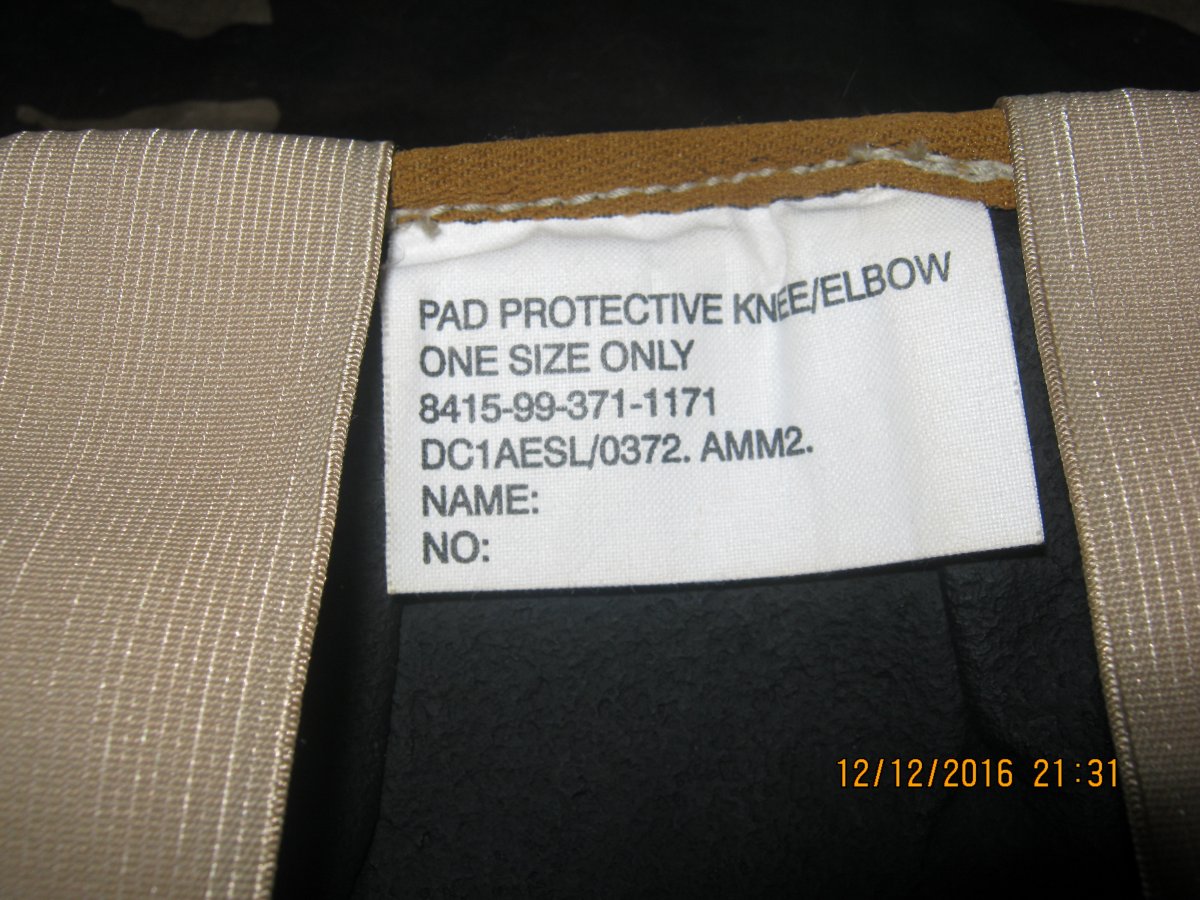 PAD PROTECTIVE KNEE/ELBOW
ONE SIZE ONLY
8415-99-371-1171
DC1AESL/0372. AMM2.
NAME:
NO:
12/12/2016 21:31